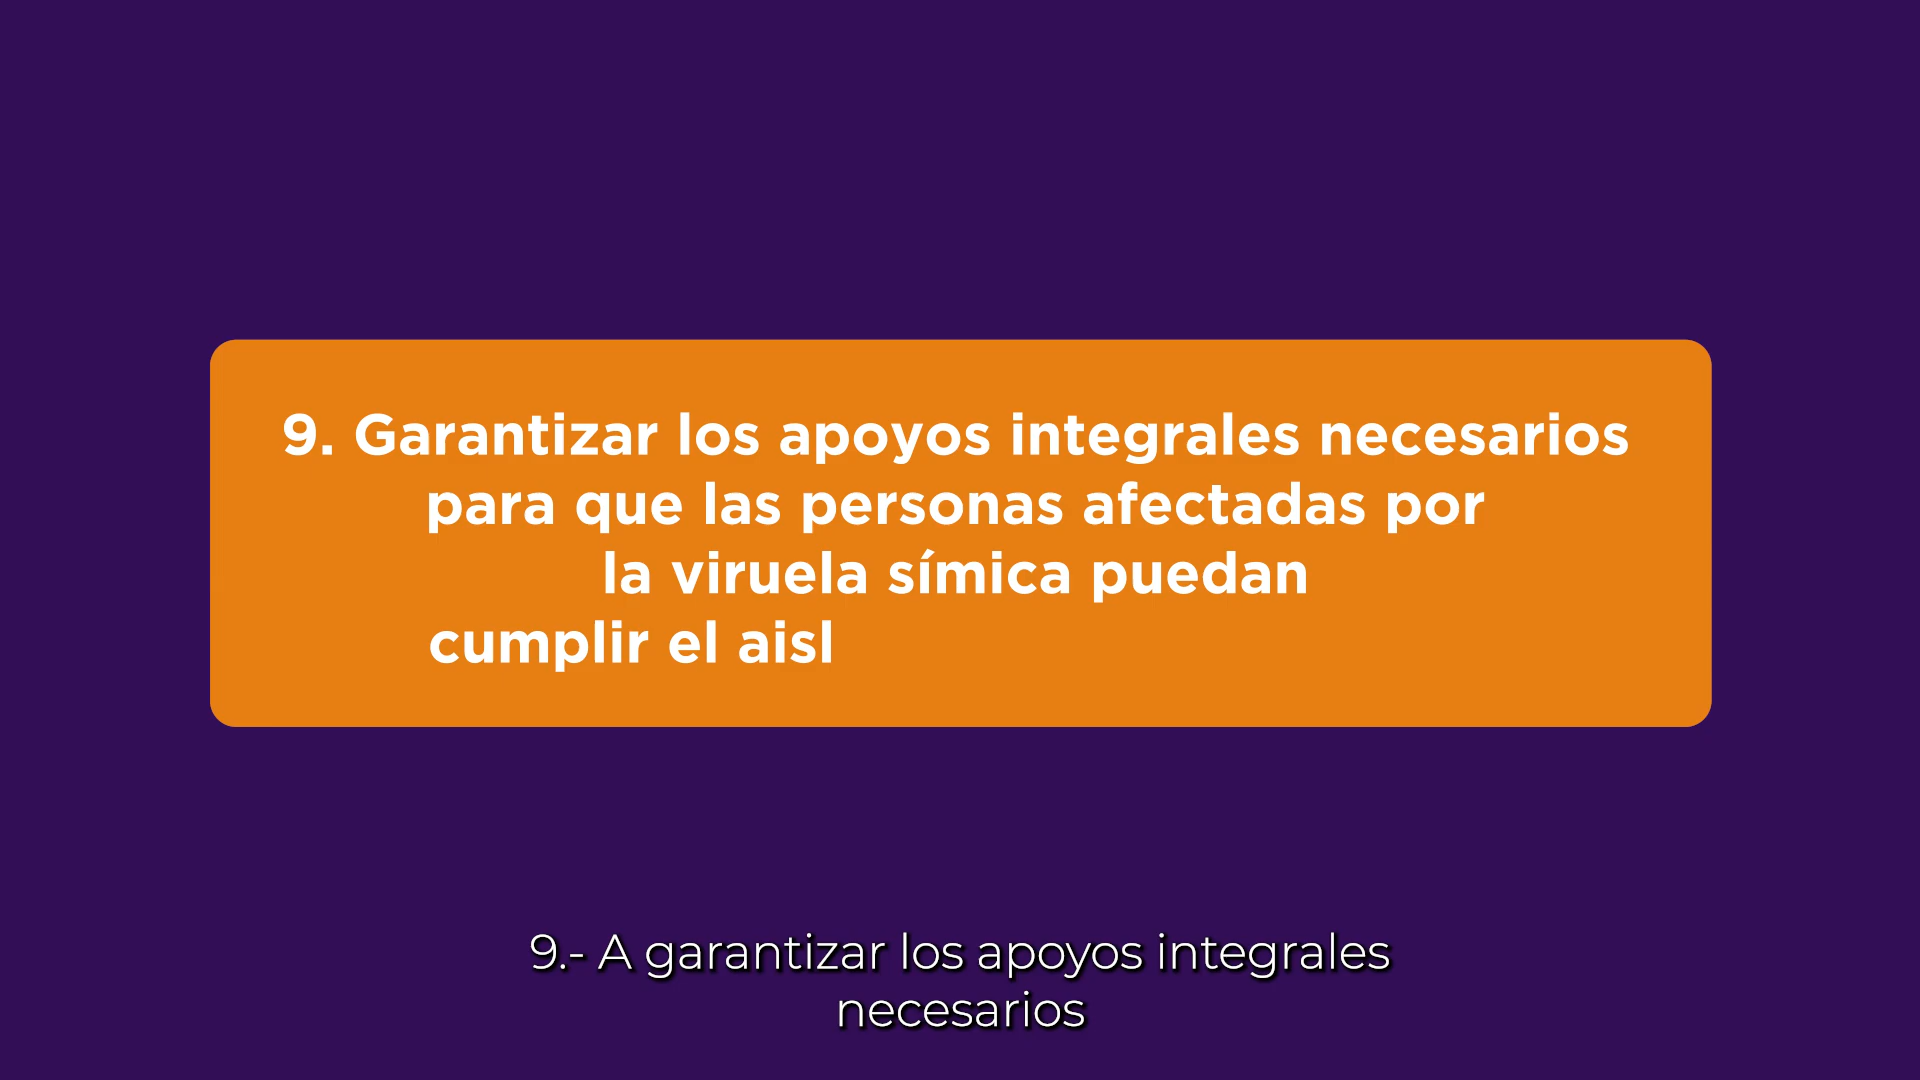 9. Garantizar los apoyos integrales necesarios
para que las personas afectadas por
la viruela símica puedan
cumplir el aisl
9.- A garantizar los apoyos integrales
necesarios